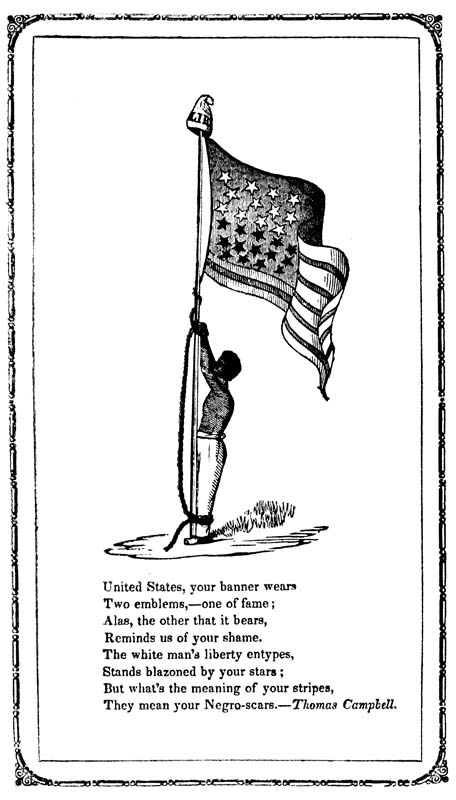 LIB
United States, your banner wears
Two emblems,—one of fame;
Alas, the other that it bears,
Reminds us of your shame.
The white man's liberty entypes,
Stands blazoned by your stars;
But what's the meaning of your stripes,
They mean your Negro-scars.—Thomas Campbell.